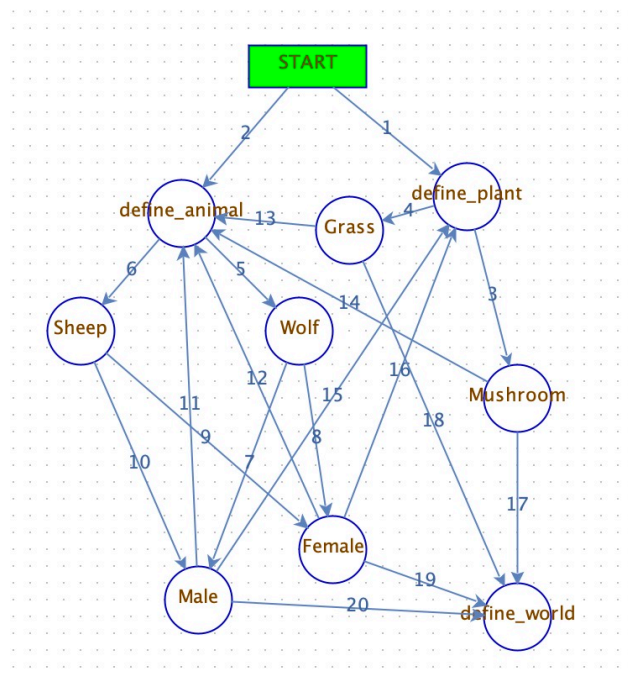 START
2
1
define_animal
define_plant
13
4
Grass
6
5
3
Sheep
Wolf
14
12
15
16
Mushroom
11
9
8
18
10
7
17
Female
19
Male
20
define_world